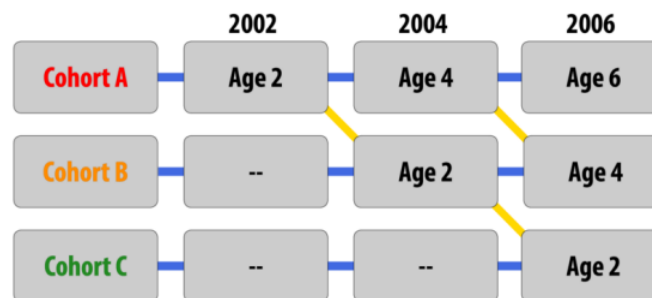 2002 2004 2006
Cohort A Age 2 Age 4 Age 6
Cohort B -- Age 2 Age 4
Cohort C -- -- Age 2